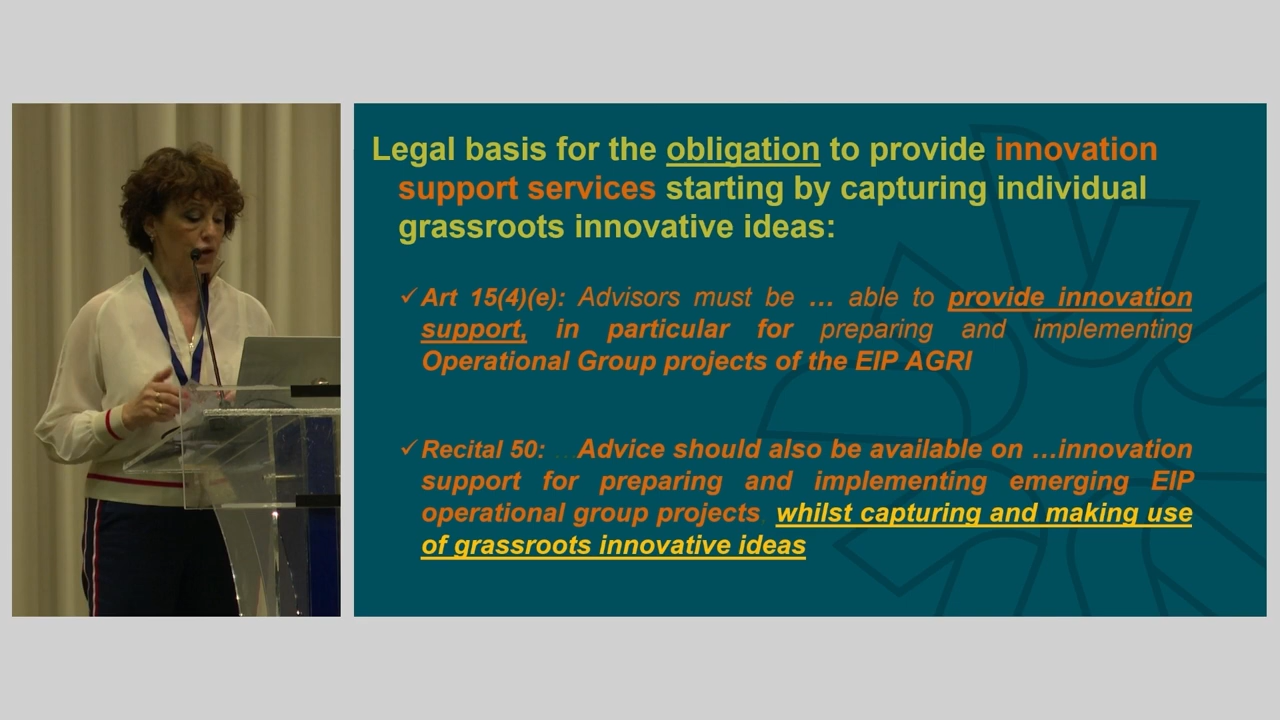 Legal basis for the obligation to provide innovation
support services starting by capturing individual
grassroots innovative ideas:
✓ Art 15(4)(e): Advisors must be … able to provide innovation
support, in particular for preparing and implementing
Operational Group projects of the EIP AGRI
✓ Recital 50: …Advice should also be available on …innovation
support for preparing and implementing emerging EIP
operational group projects whilst capturing and making use
of grassroots innovative ideas